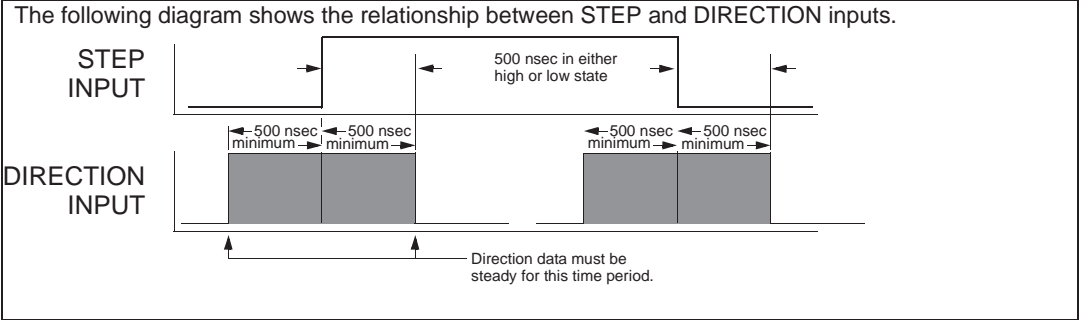 The following diagram shows the relationship between STEP and DIRECTION inputs.
STEP
INPUT
500 nsec in either
high or low state
500 nsec
minimum
500 nsec
minimum
500 nsec
minimum
500 nsec
minimum
DIRECTION
INPUT
Direction data must be
steady for this time period.